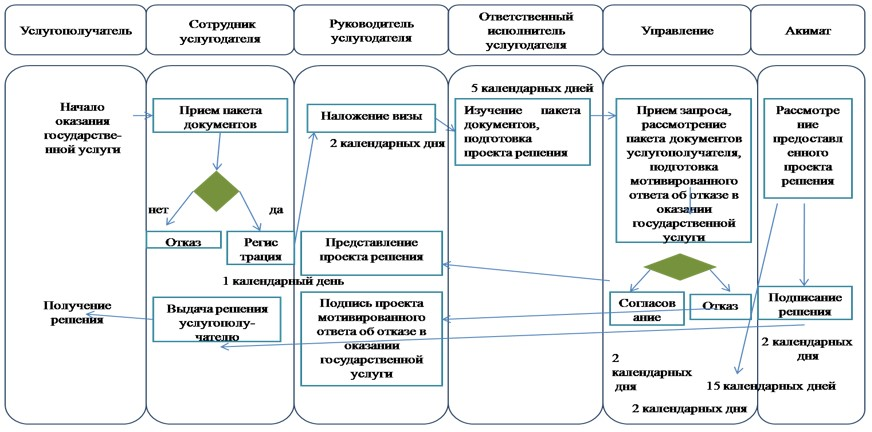 Услугополучатель
Сотрудник
услугодателя
Руководитель
услугодателя
Ответственный
исполнитель
услугодателя
Управление
Акимат
Начало
оказания
государстве-
нной услуги
Прием пакета
документов
нет
да
Отказ
Регис
трация
1 календарный день
Наложение визы
2 календарных дня
5 календарных дней
Изучение пакета
документов,
подготовка
проекта решения
Прием запроса,
рассмотрение
пакета документов
услугополучателя,
подготовка
мотивированного
ответа об отказе в
оказании
государственной
услуги
Рассмотре
ние
предостав
ленного
проекта
решения
Представление
проекта решения
Согласов
ание
Отказ
Подписание
решения
2 календарных
дня
Получение
решения
Выдача решения
услугополу-
чателю
Подпись проекта
мотивированного
ответа об отказе в
оказании
государственной
услуги
2
календарных
дня
15 календарных дней
2 календарных дня